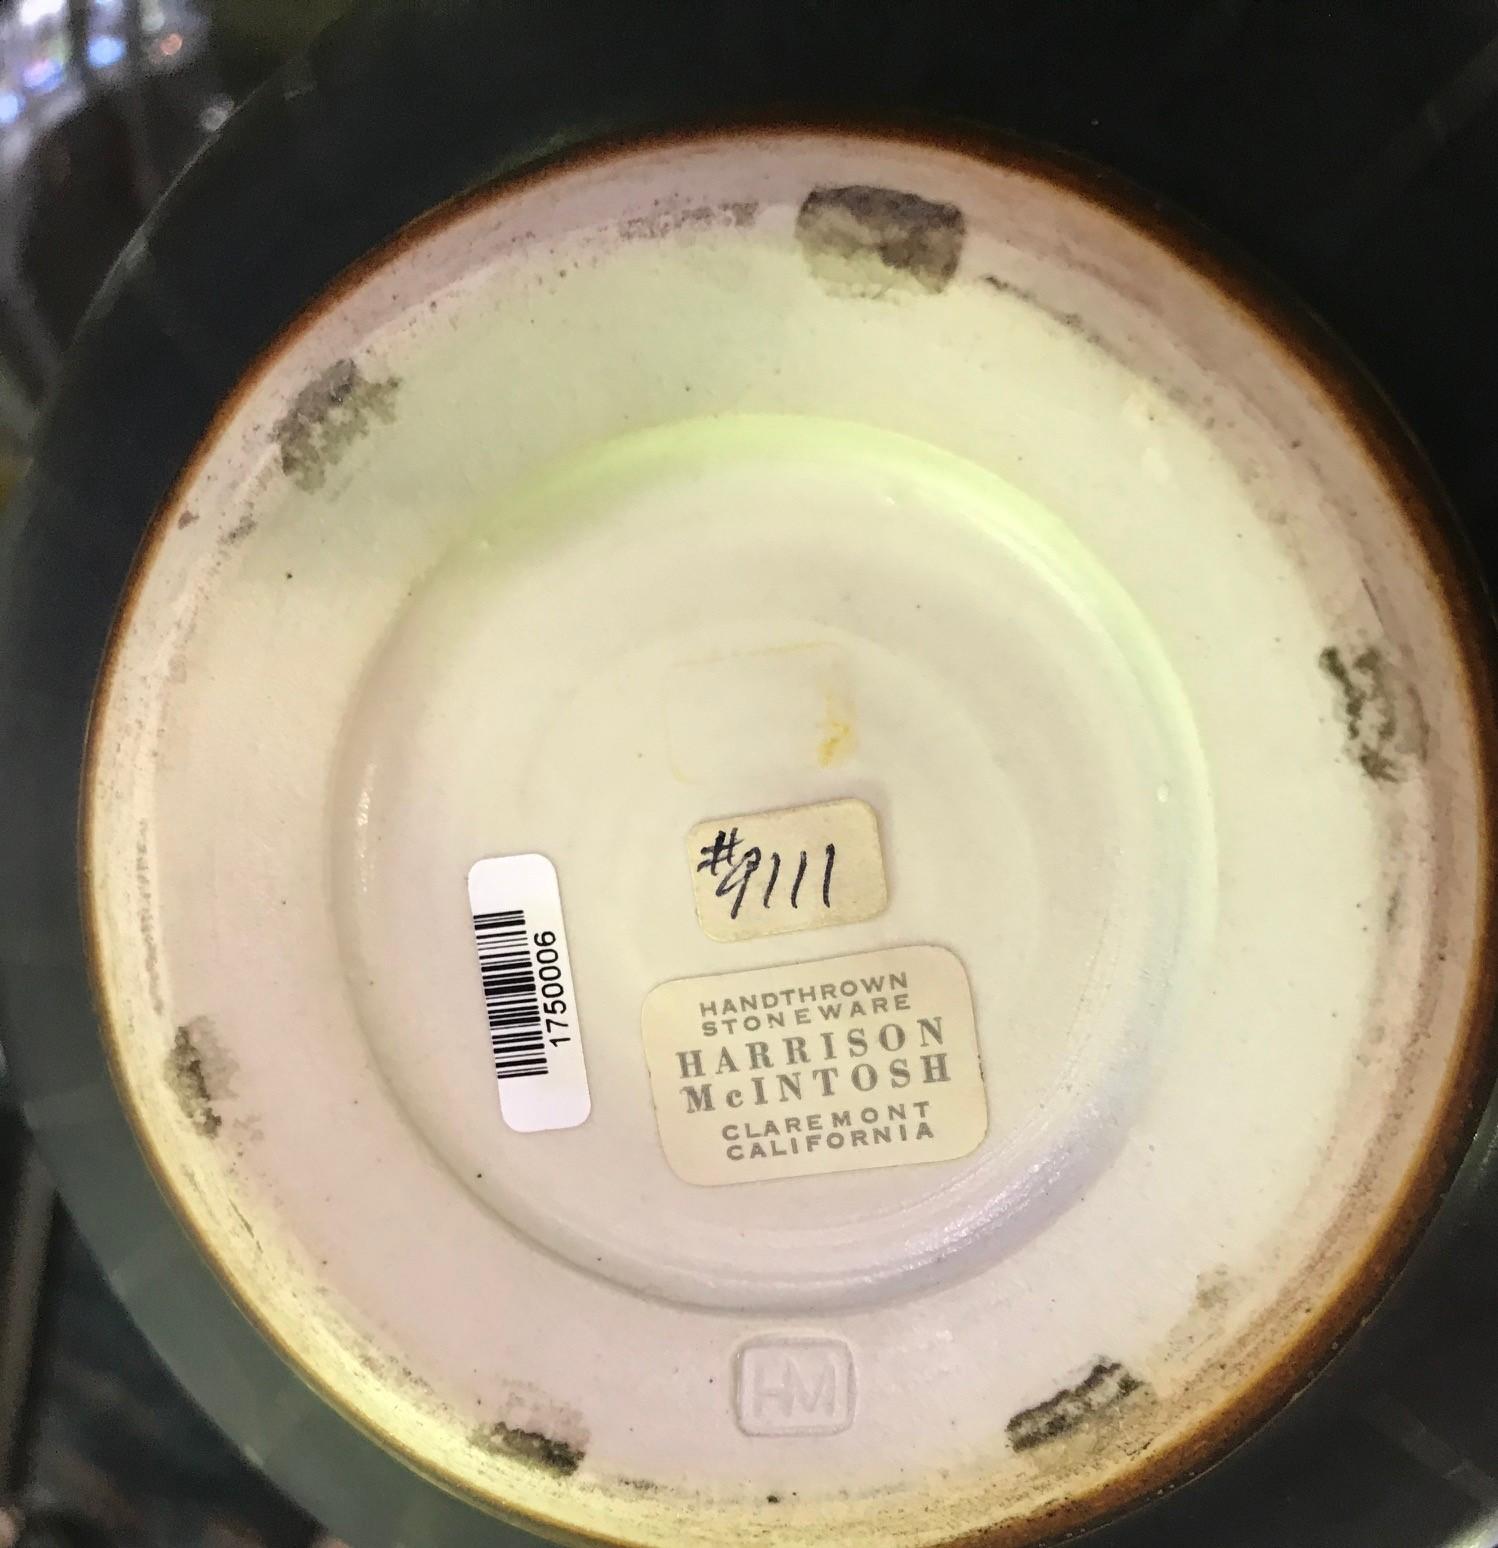 #9111
1750006
HANDTHROWN
STONEWARE
HARRISON
McINTOSH
CLAREMONT
CALIFORNIA
HM